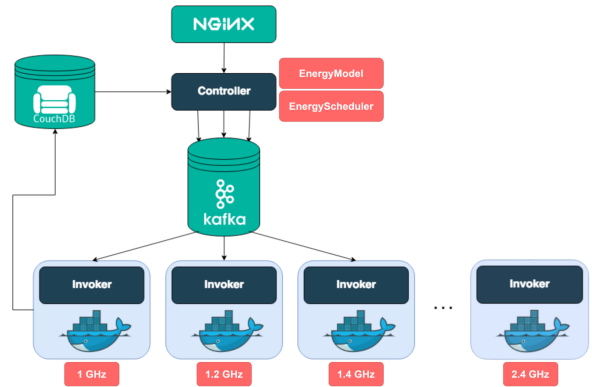 NGINX
EnergyModel
Controller
EnergyScheduler
CouchDB
kafka
Invoker
Invoker
Invoker
...
Invoker
1 GHz
1.2 GHz
1.4 GHz
2.4 GHz